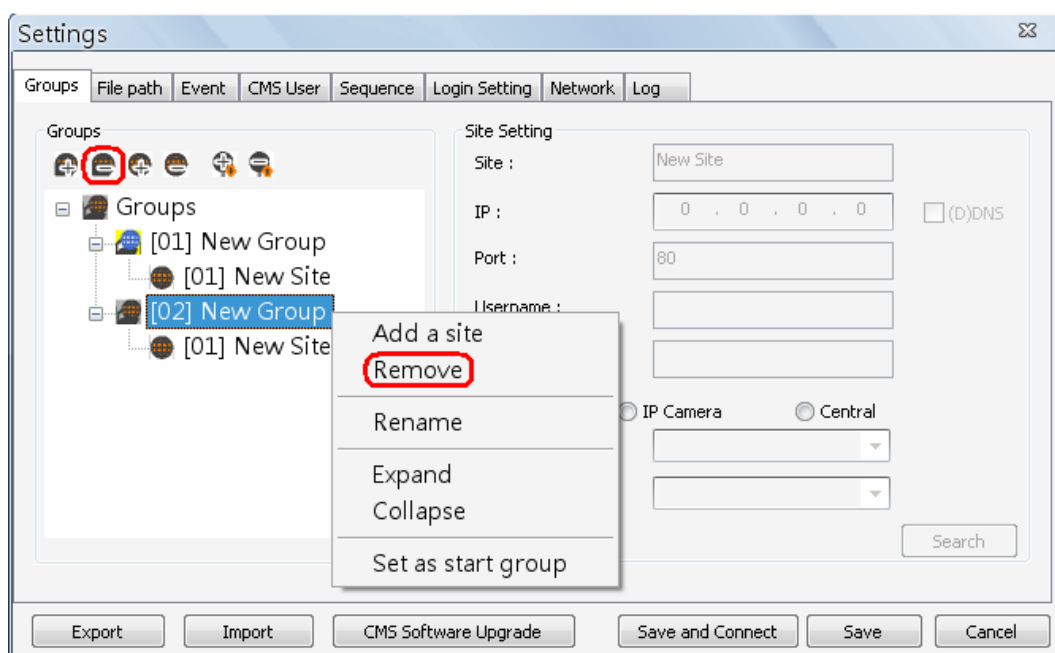 Settings
Groups File path Event CMS User Sequence Login Setting Network Log
Groups
Groups
[01] New Group
[01] New Site
[02] New Group
[01] New Site
Add a site
Remove
Rename
Expand
Collapse
Set as start group
Site Setting
Site : New Site
IP : 0 . 0 . 0 . 0 (D)DNS
Port : 80
Username :
IP Camera Central
Search
Export Import CMS Software Upgrade Save and Connect Save Cancel